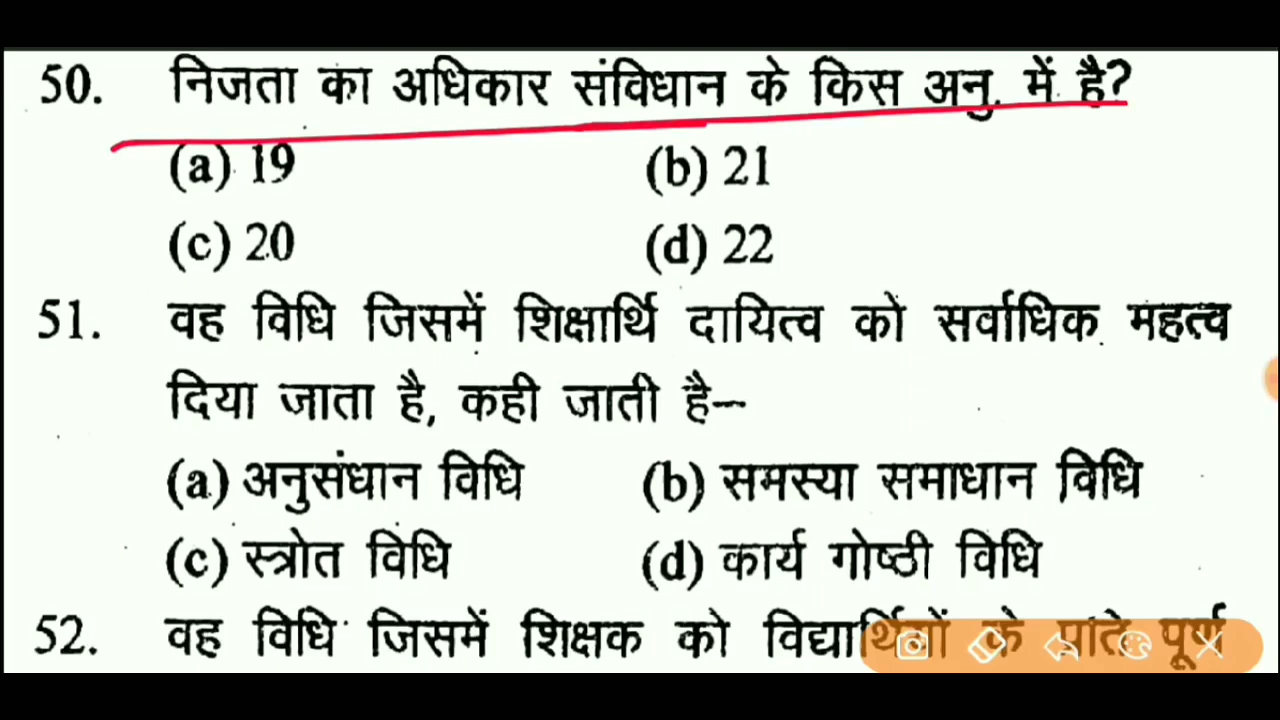 50. निजता का अधिकार संविधान के किस अनु. में है?
(a) 19 (b) 21
(c) 20 (d) 22
51. वह विधि जिसमें शिक्षार्थि दायित्व को सर्वाधिक महत्व
दिया जाता है, कही जाती है–
(a) अनुसंधान विधि (b) समस्या समाधान विधि
(c) स्त्रोत विधि (d) कार्य गोष्ठी विधि
52. वह विधि जिसमें शिक्षक को विद्यार्थियों के प्रति पूर्ण